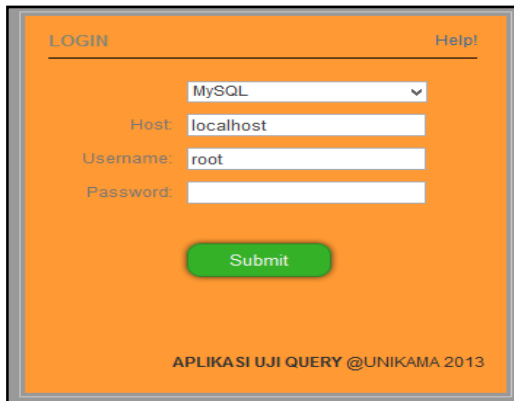 LOGIN Help!
MySQL
Host: localhost
Username: root
Password:
Submit
APLIKASI UJI QUERY @UNIKAMA 2013